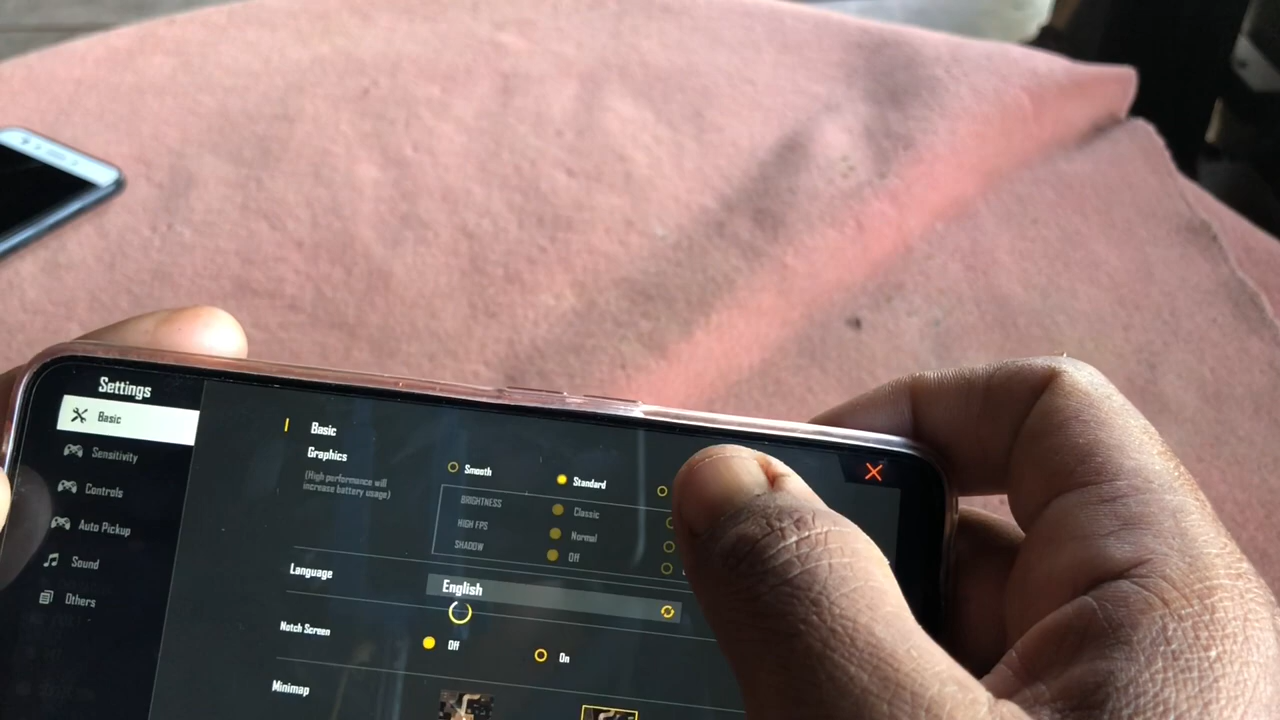 Settings
Basic
Sensitivity
Controls
Auto Pickup
Sound
Others
Basic
Graphics
(High performance will
increase battery usage)
Smooth
Standard
BRIGHTNESS
Classic
HIGH FPS
Normal
SHADOW
Off
Language
English
Notch Screen
Off
On
Minimap